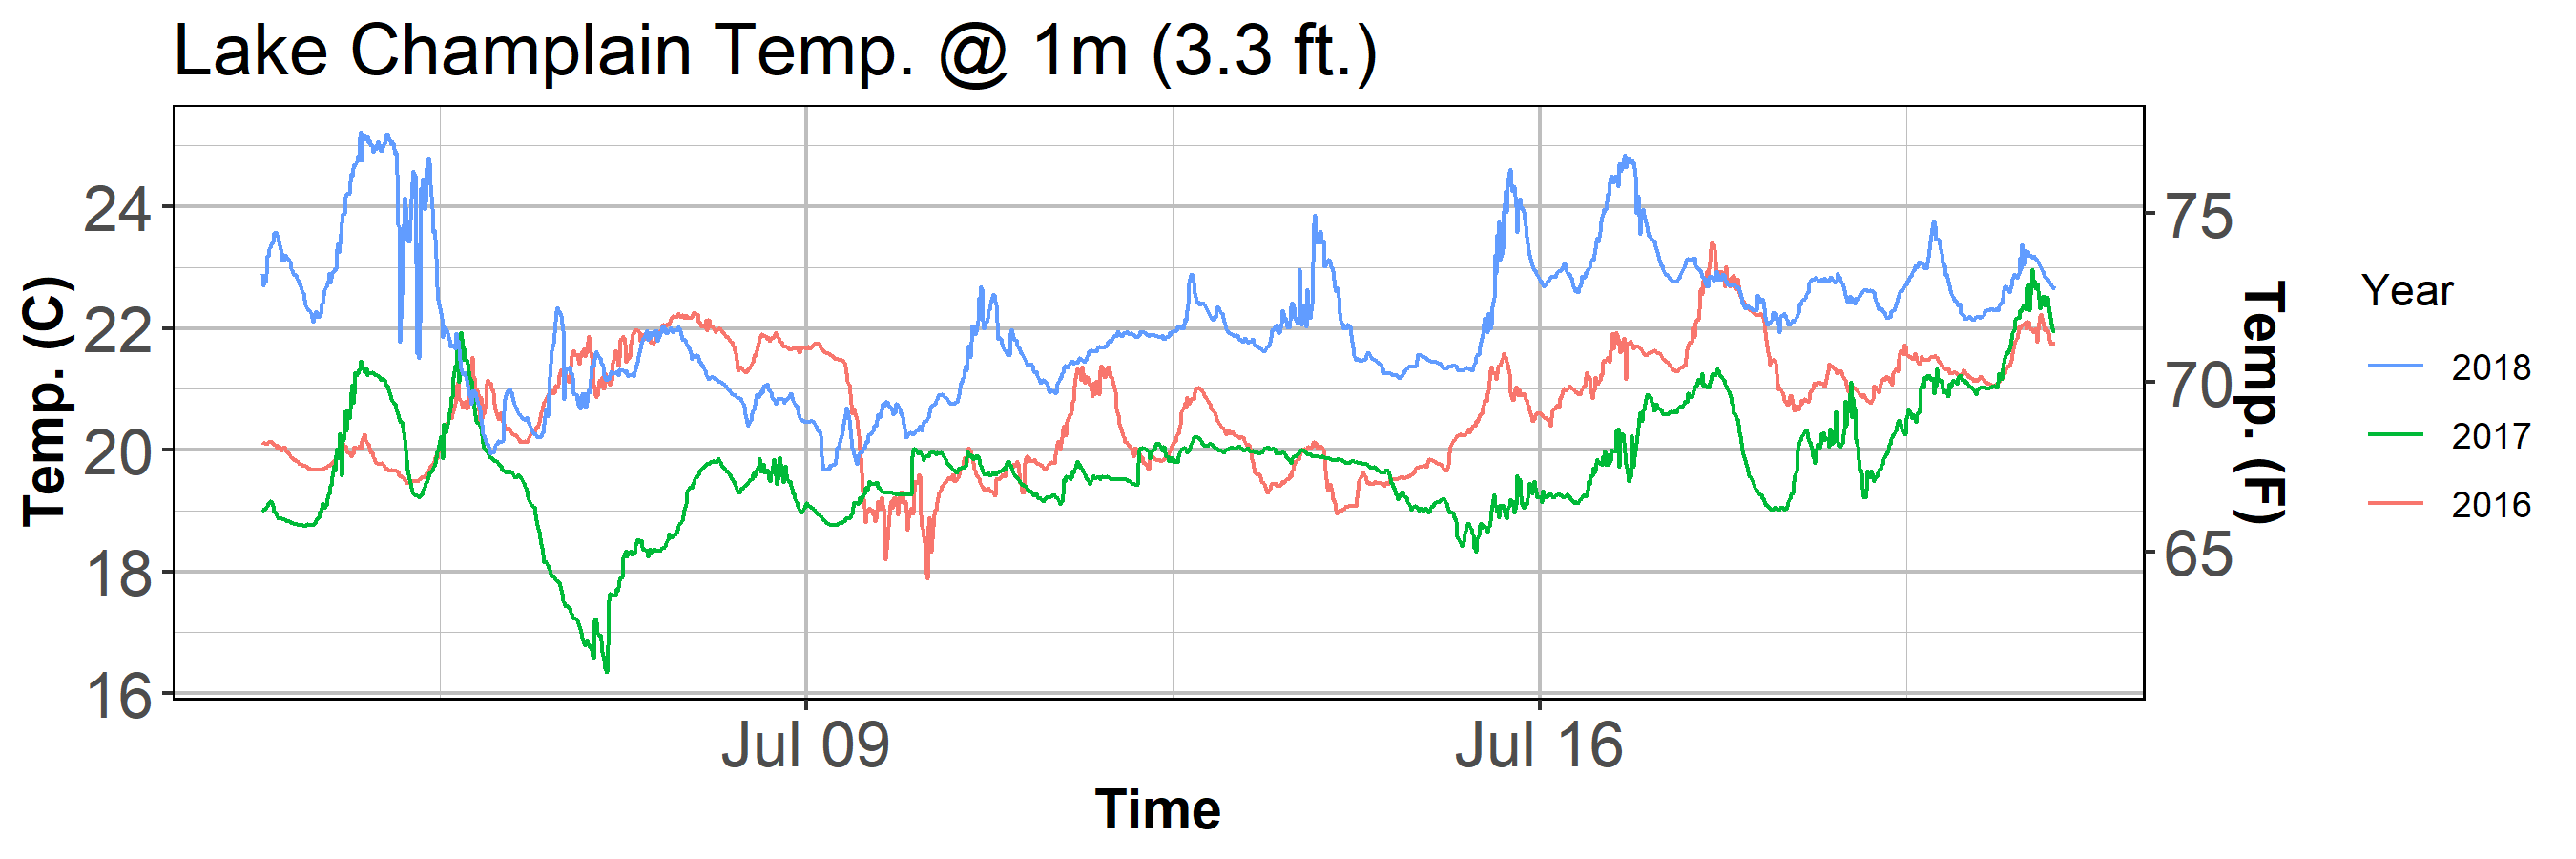 Lake Champlain Temp. @ 1m (3.3 ft.)
Temp. (C)
24
22
20
18
16
Jul 09
Jul 16
Time
75
70
65
Temp. (F)
Year
2018
2017
2016